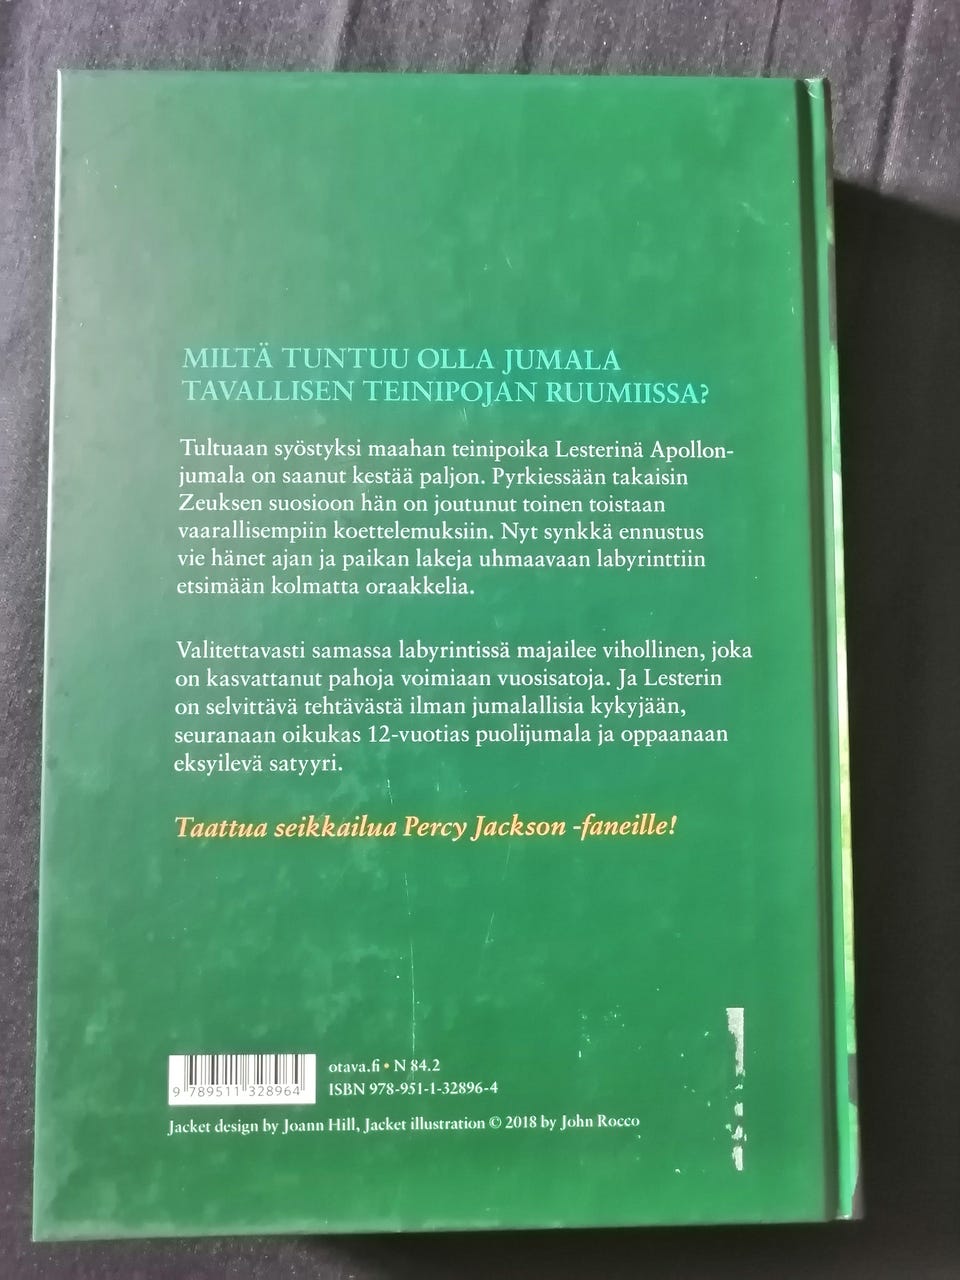 MILTÄ TUNTUU OLLA JUMALA
TAVALLISEN TEINIPOJAN RUUMIISSA?
Tultuaan syöstyksi maahan teinipoika Lesterinä Apollon-
jumala on saanut kestää paljon. Pyrkiessään takaisin
Zeuksen suosioon hän on joutunut toinen toistaan
vaarallisempiin koettelemuksiin. Nyt synkkä ennustus
vie hänet ajan ja paikan lakeja uhmaavaan labyrinttiin
etsimään kolmatta oraakkelia.
Valitettavasti samassa labyrintissä majailee vihollinen, joka
on kasvattanut pahoja voimiaan vuosisatoja. Ja Lesterin
on selvittävä tehtävästä ilman jumalallisia kykyjään,
seuranaan oikukas 12-vuotias puolijumala ja oppaanaan
eksyilevä satyyri.
Taattua seikkailua Percy Jackson -faneille!
otava.fi • N 84.2
ISBN 978-951-1-32896-4
9 789511 328964
Jacket design by Joann Hill, Jacket illustration © 2018 by John Rocco